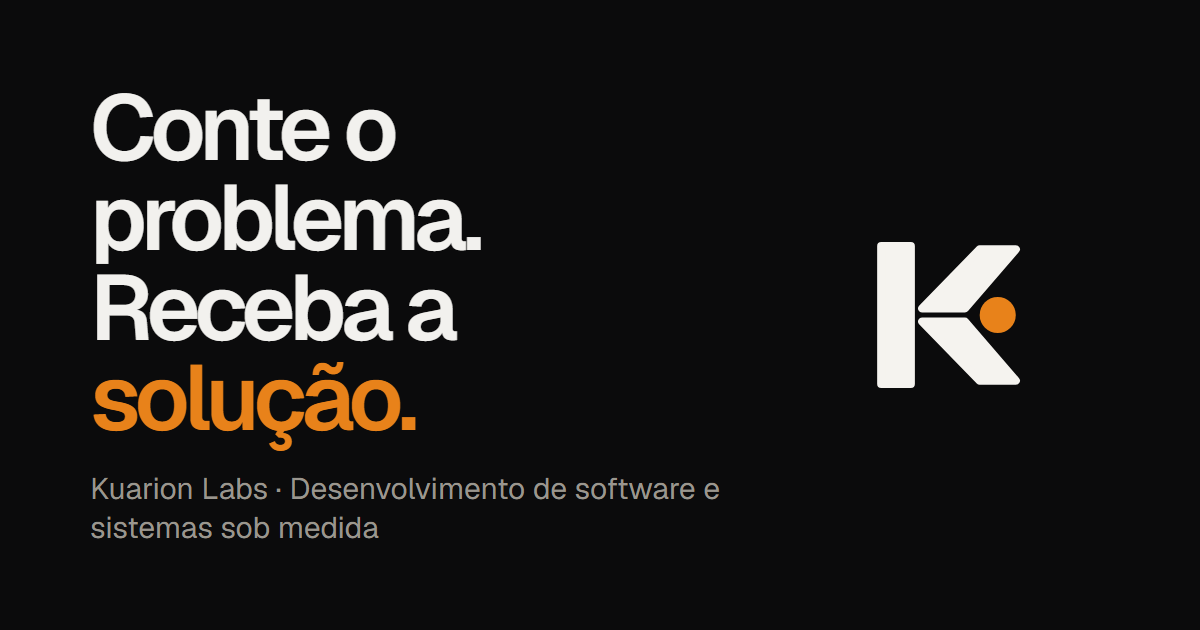 Conte o
problema.
Receba a
solução.
Kuarion Labs · Desenvolvimento de software e
sistemas sob medida
K